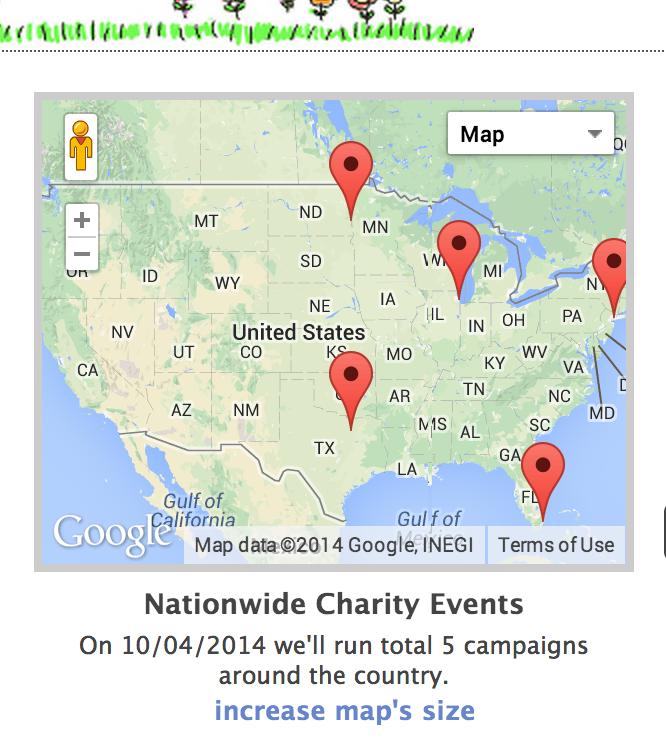 Map
ND
MN
MT
WI
MI
SD
OR
ID
WY
NE
IA
IL
IN
OH
PA
NY
United States
NV
UT
CO
KS
MO
KY
WV
VA
CA
AZ
NM
AR
TN
NC
MD
MS
AL
SC
TX
LA
GA
FL
Gulf of
California
Gulf of
Mexico
Google
Map data ©2014 Google, INEGI
Terms of Use
Nationwide Charity Events
On 10/04/2014 we'll run total 5 campaigns
around the country.
increase map's size